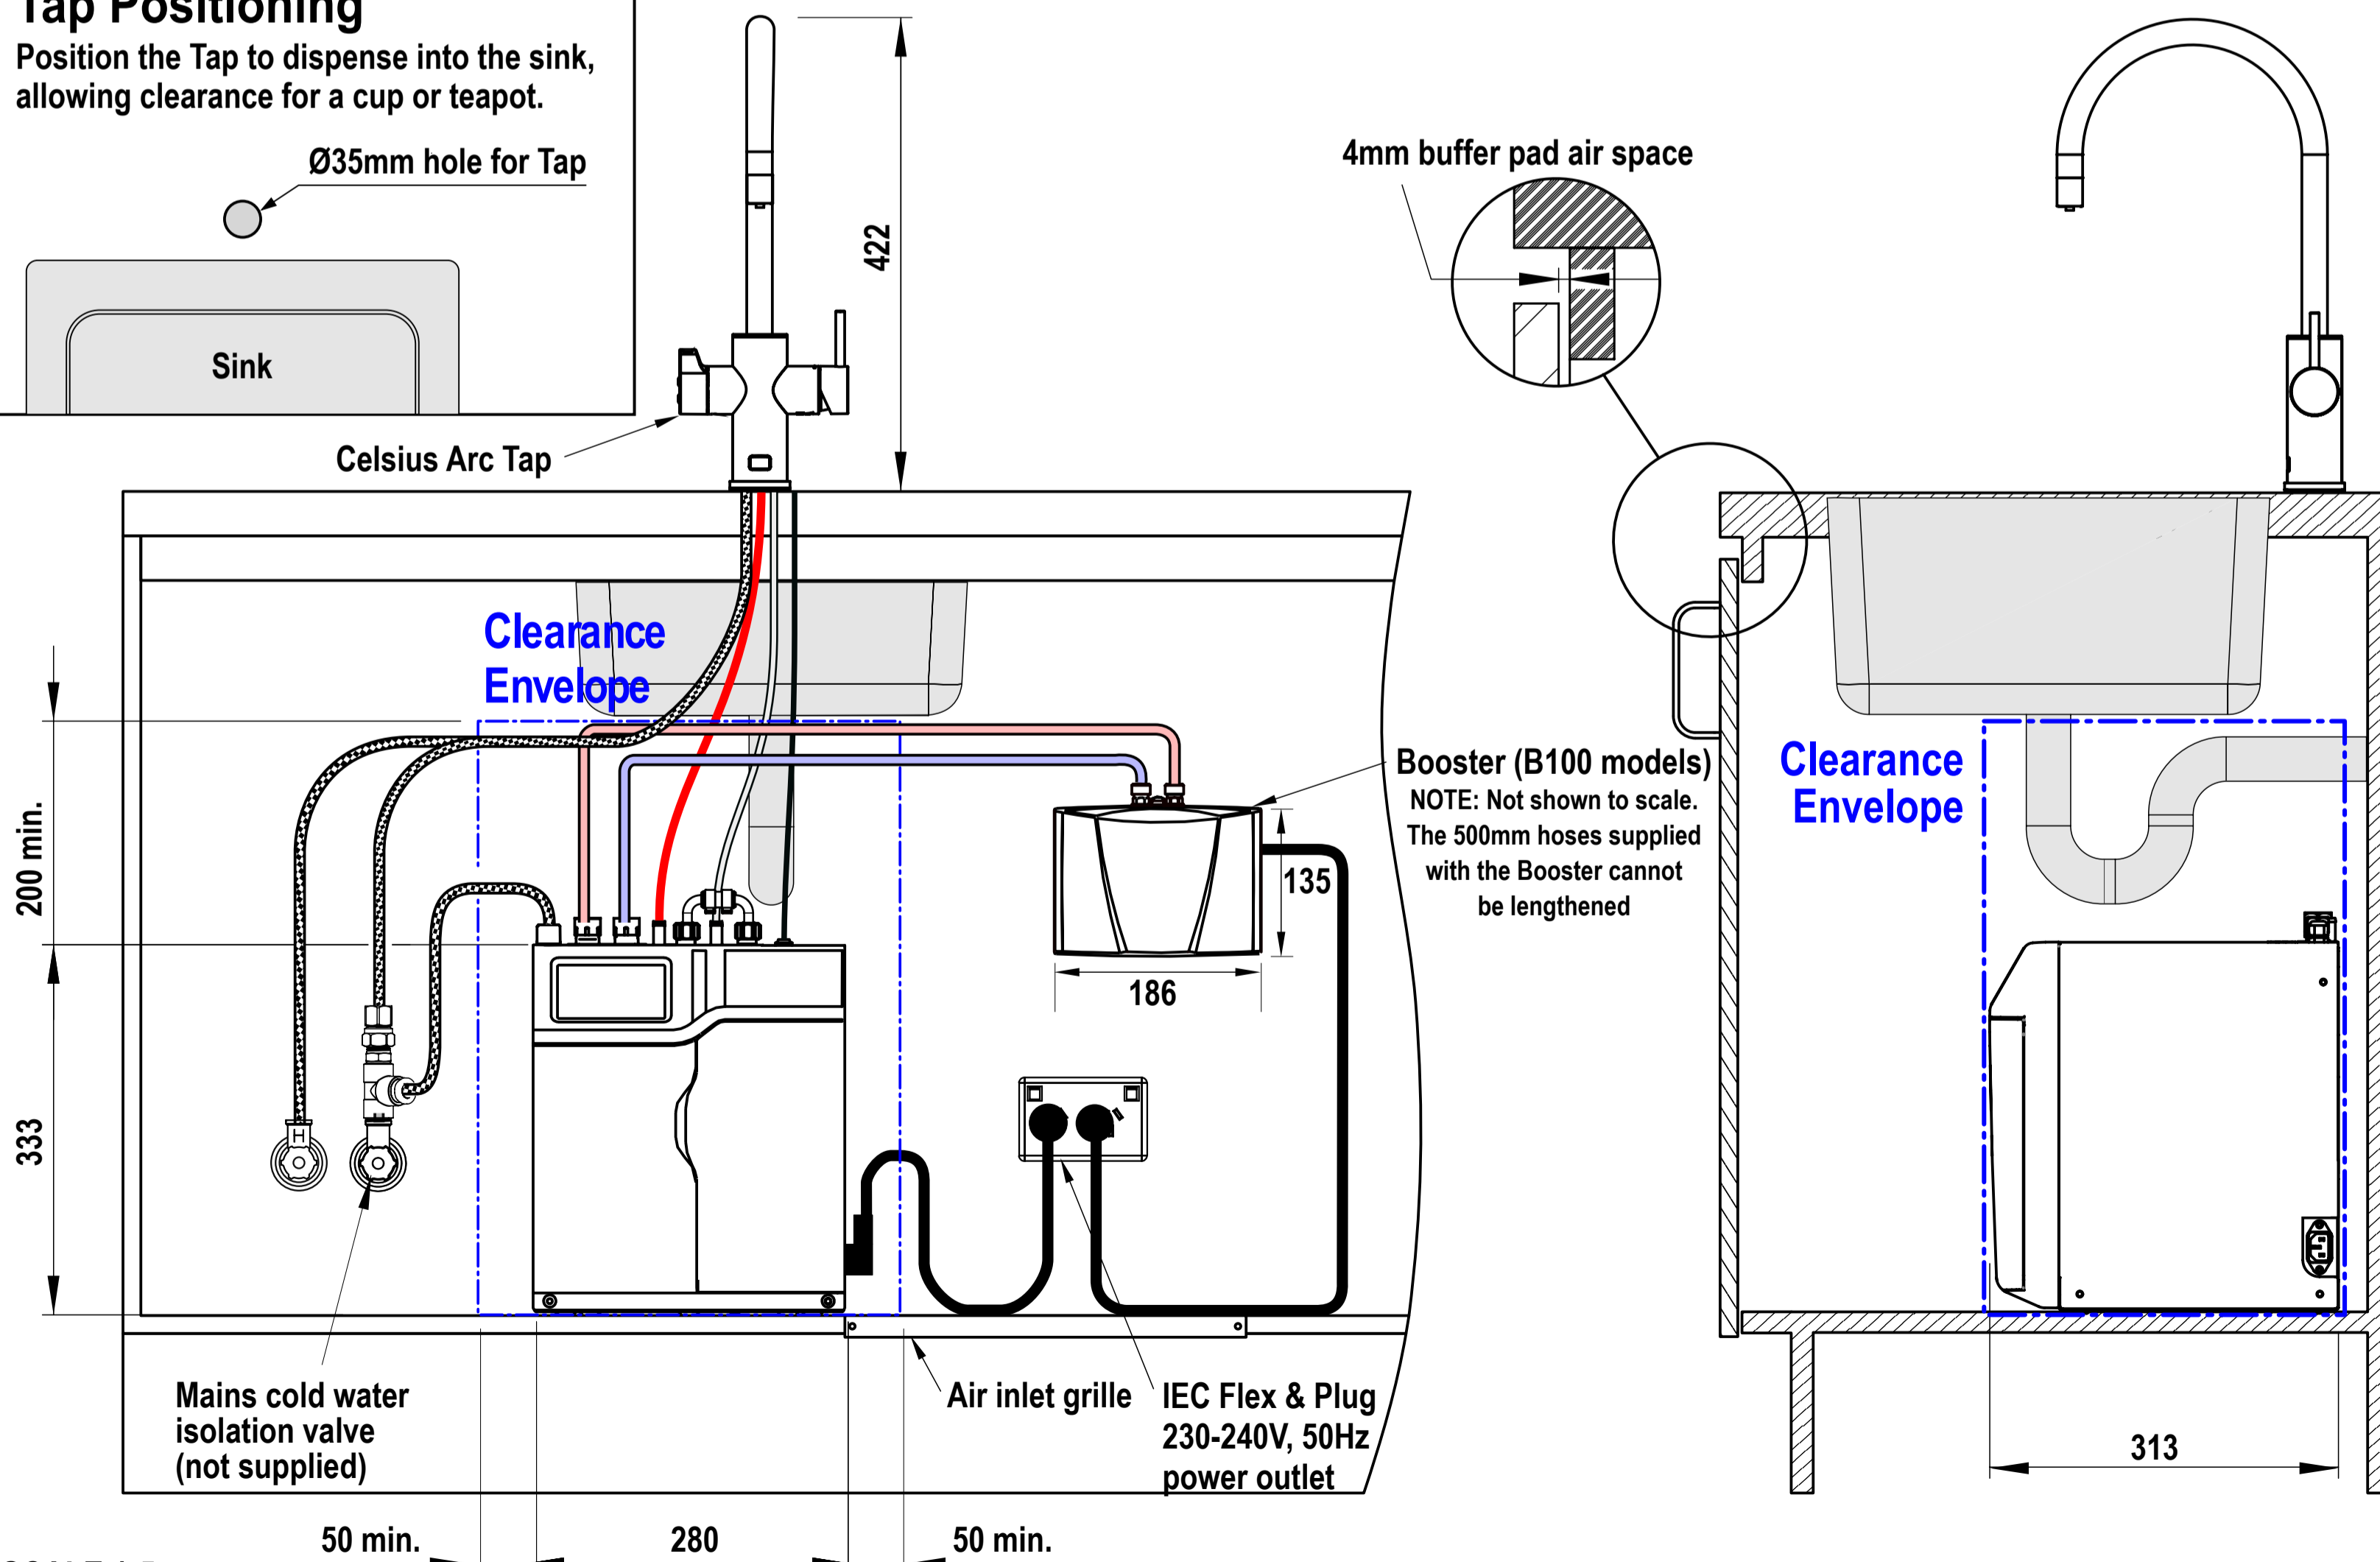 Tap Positioning
Position the Tap to dispense into the sink,
allowing clearance for a cup or teapot.
Ø35mm hole for Tap
Sink
Celsius Arc Tap
422
4mm buffer pad air space
Clearance
Envelope
200 min.
333
H
Booster (B100 models)
NOTE: Not shown to scale.
The 500mm hoses supplied
with the Booster cannot
be lengthened
135
186
Clearance
Envelope
Mains cold water
isolation valve
(not supplied)
Air inlet grille
IEC Flex & Plug
230-240V, 50Hz
power outlet
313
50 min.
280
50 min.